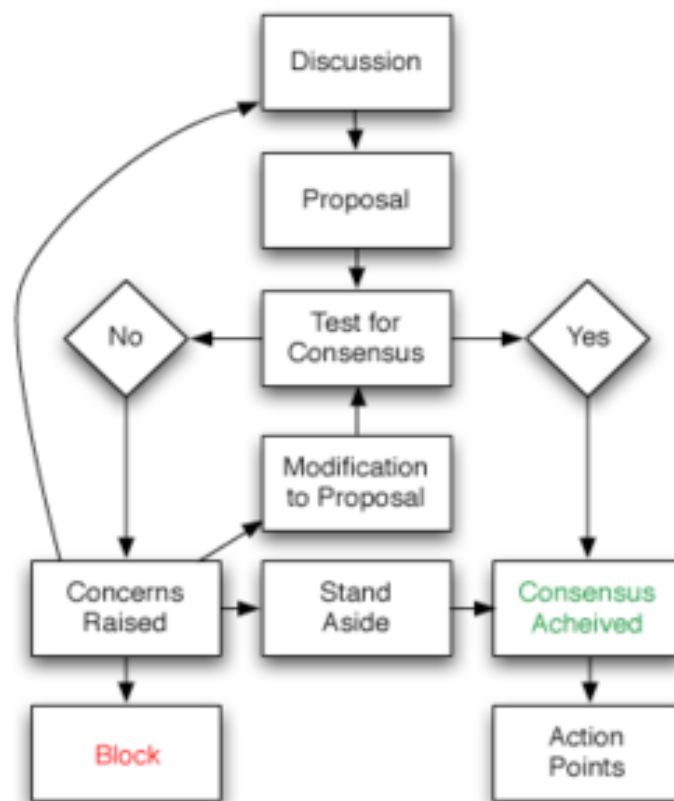 Discussion
Proposal
No
Test for
Consensus
Yes
Modification
to Proposal
Concerns
Raised
Stand
Aside
Consensus
Acheived
Block
Action
Points